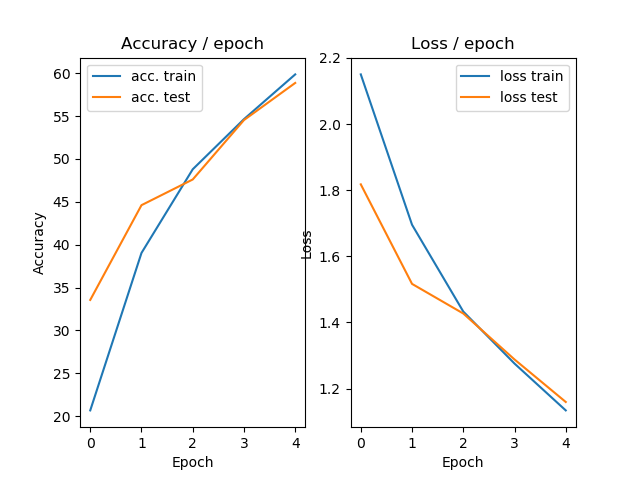 Accuracy / epoch
acc. train
acc. test
60
55
50
45
40
35
30
25
20
Accuracy
0 1 2 3 4
Epoch
Loss / epoch
loss train
loss test
2.2
2.0
1.8
1.6
1.4
1.2
Loss
0 1 2 3 4
Epoch